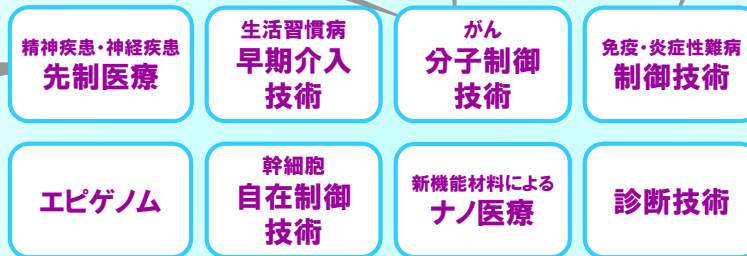 精神疾患・神経疾患
先制医療
生活習慣病
早期介入
技術
がん
分子制御
技術
免疫・炎症性難病
制御技術
エピゲノム
幹細胞
自在制御
技術
新機能材料による
ナノ医療
診断技術